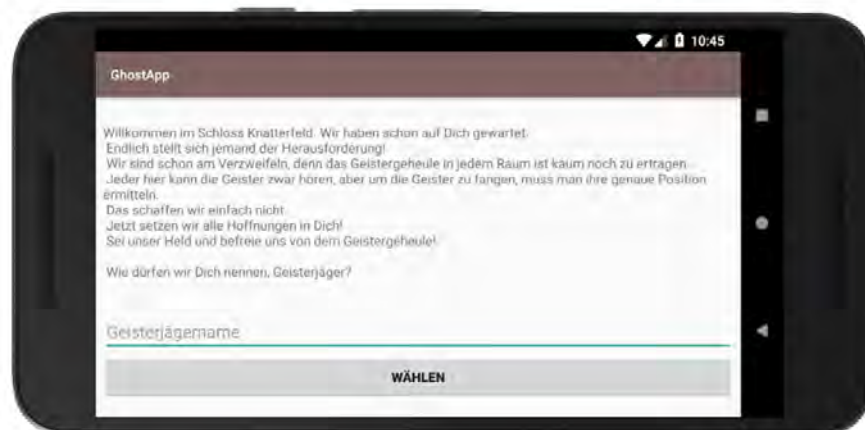 10:45
GhostApp
Willkommen im Schloss Knatterfeld. Wir haben schon auf Dich gewartet.
Endlich stellt sich jemand der Herausforderung!
Wir sind schon am Verzweifeln, denn das Geistergeheule in jedem Raum ist kaum noch zu ertragen.
Jeder hier kann die Geister zwar hören, aber um die Geister zu fangen, muss man ihre genaue Position
ermitteln.
Das schaffen wir einfach nicht.
Jetzt setzen wir alle Hoffnungen in Dich!
Sei unser Held und befreie uns von dem Geistergeheule!
Wie dürfen wir Dich nennen, Geisterjäger?
Geisterjägername
WÄHLEN